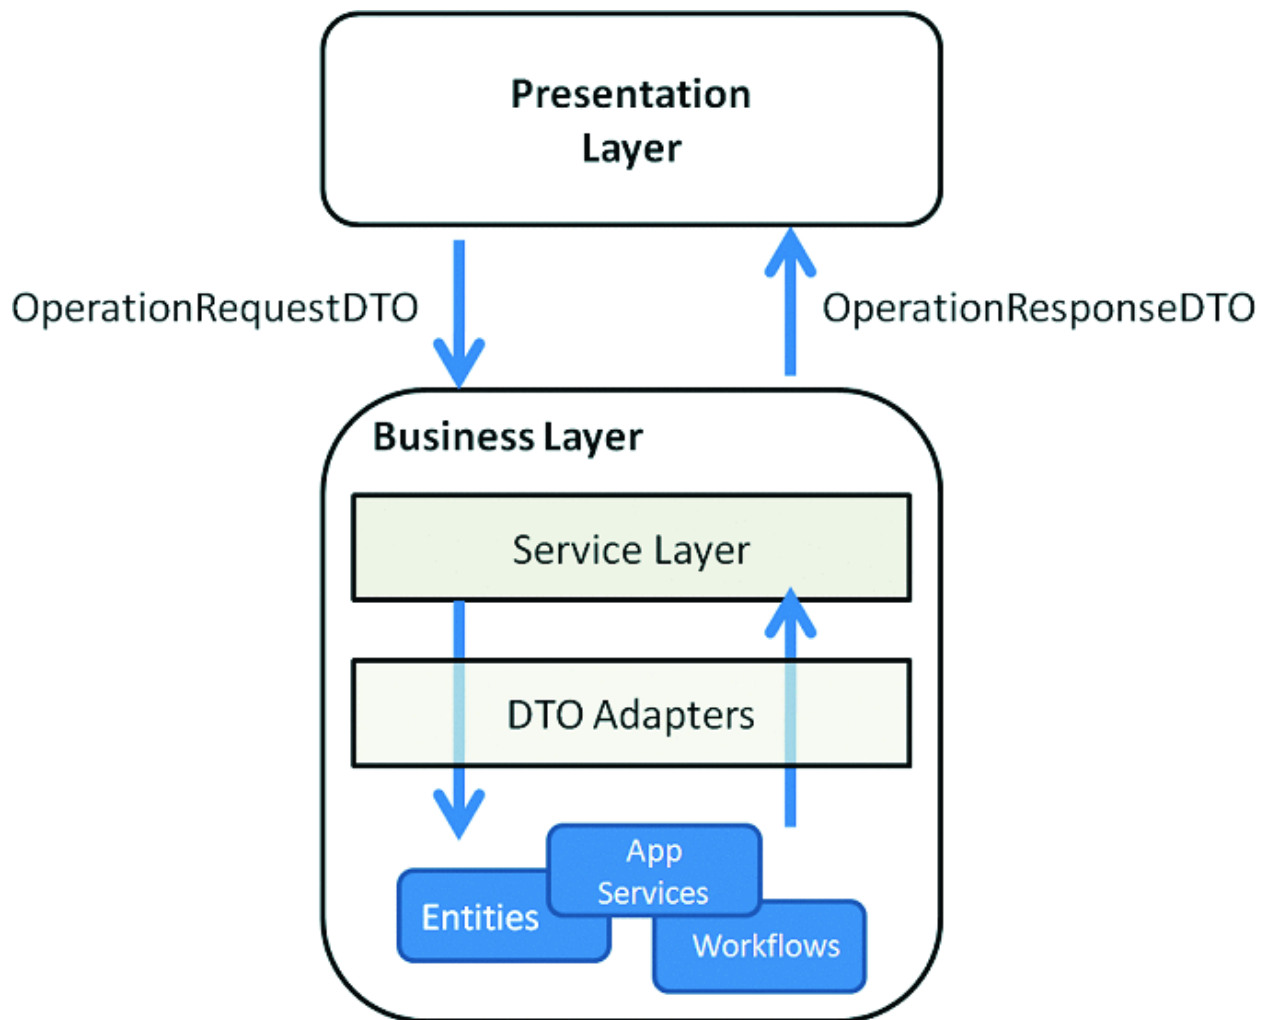 Presentation
Layer
OperationRequestDTO
OperationResponseDTO
Business Layer
Service Layer
DTO Adapters
App
Services
Entities
Workflows